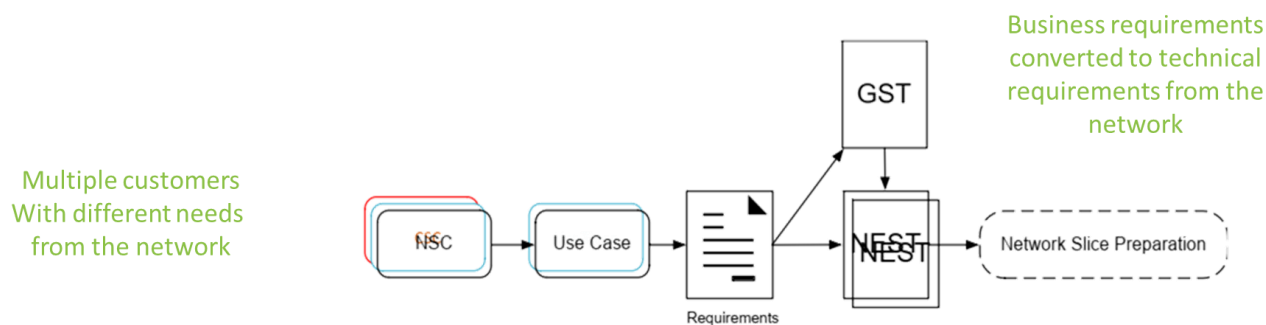 Business requirements
converted to technical
requirements from the
network
GST
Multiple customers
With different needs
from the network
NSC
Use Case
NEST
NEST
Network Slice Preparation
Requirements